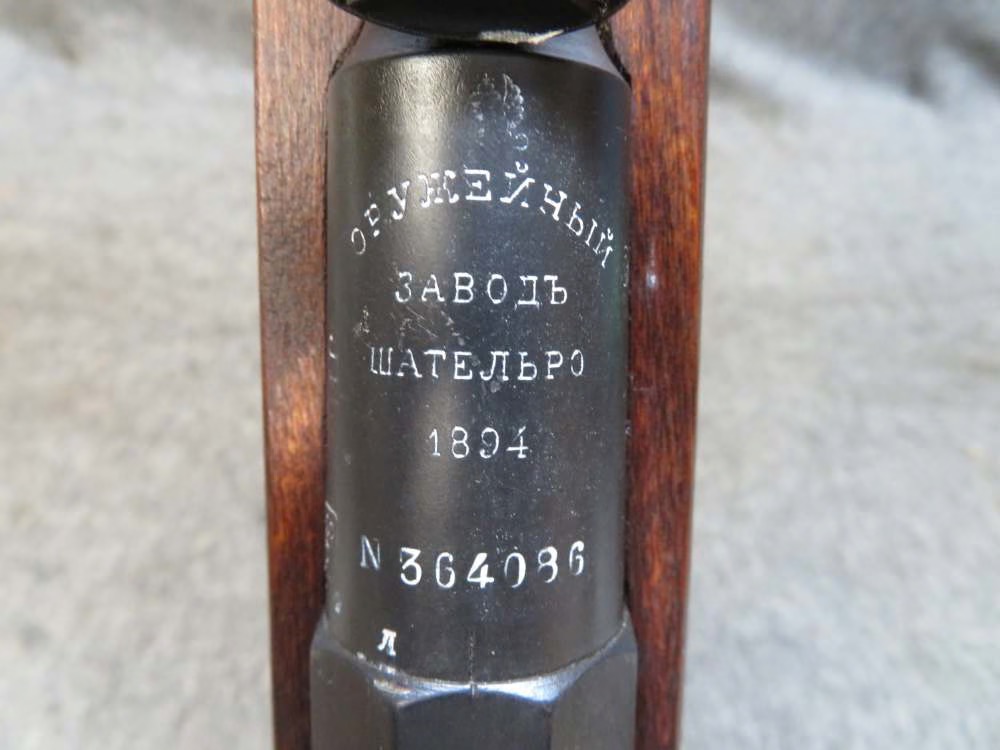 ОРУЖЕЙНЫЙ
ЗАВОДЪ
ШАТЕЛЬРО
1894
N 364086
Л